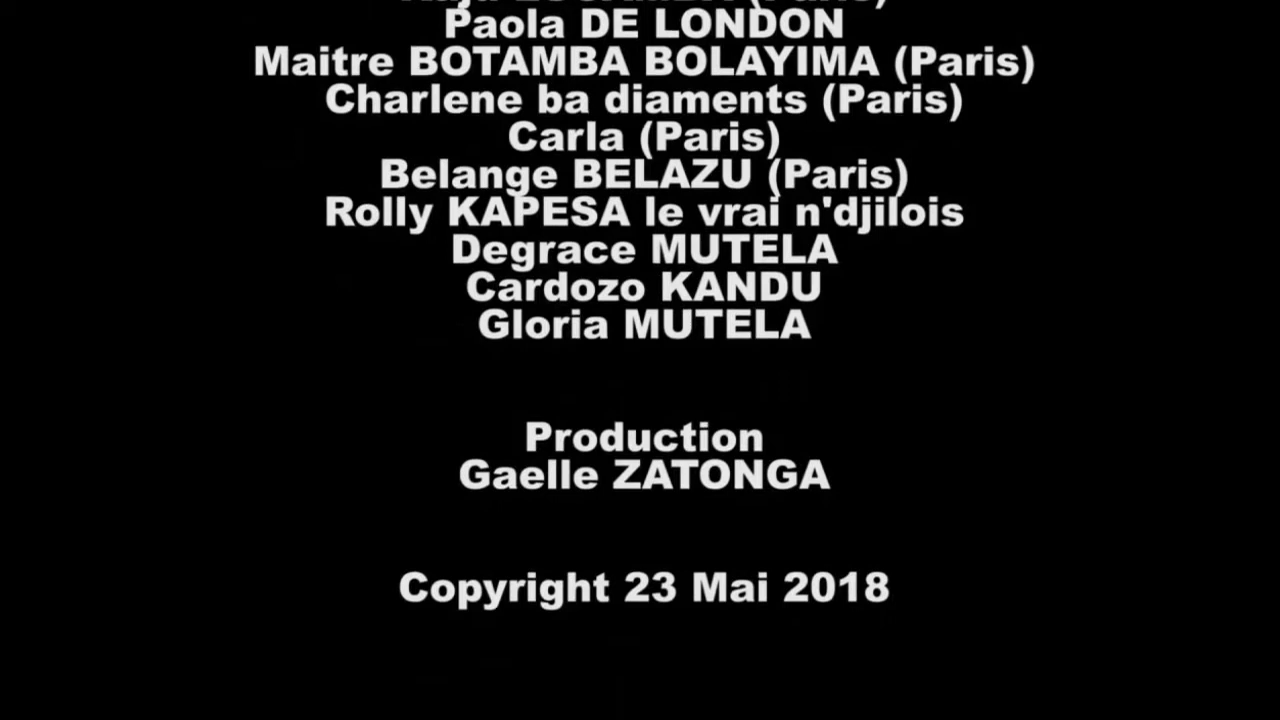 Paola DE LONDON
Maitre BOTAMBA BOLAYIMA (Paris)
Charlene ba diaments (Paris)
Carla (Paris)
Belange BELAZU (Paris)
Rolly KAPESA le vrai n'djilois
Degrace MUTELA
Cardozo KANDU
Gloria MUTELA
Production
Gaelle ZATONGA
Copyright 23 Mai 2018